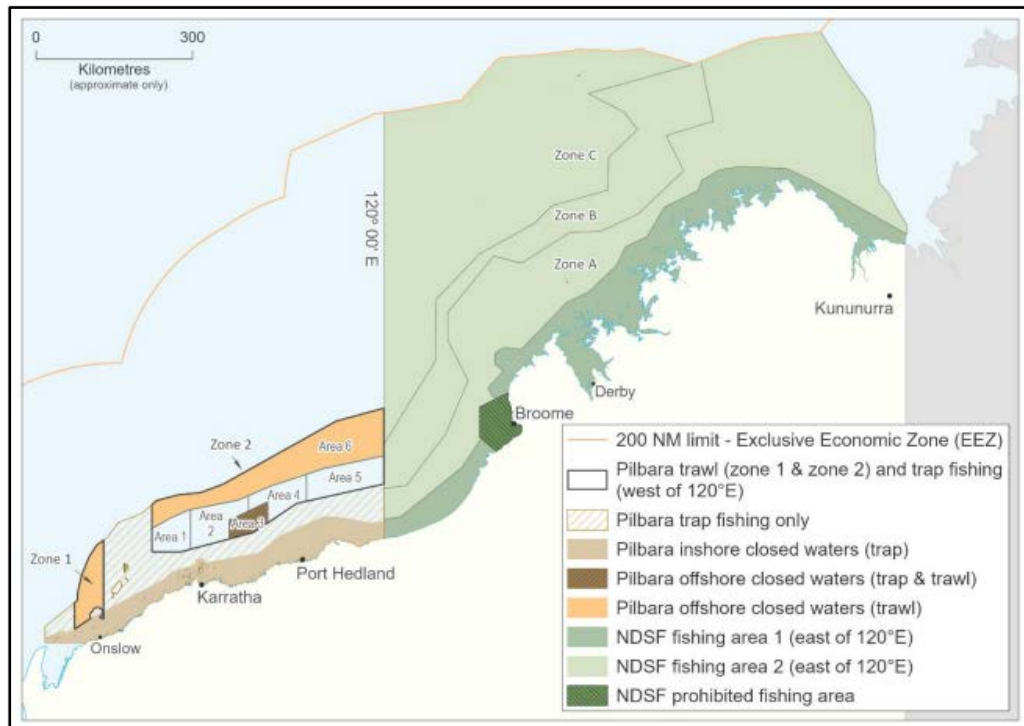 0 300
Kilometres
(approximate only)
Zone C
120° 00' E
Zone B
Zone A
Kununurra
Derby
Broome
Zone 2
Area 6
Area 5
Area 4
Area 3
Area 2
Area 1
Zone 1
Port Hedland
Karratha
Onslow
200 NM limit - Exclusive Economic Zone (EEZ)
Pilbara trawl (zone 1 & zone 2) and trap fishing
(west of 120°E)
Pilbara trap fishing only
Pilbara inshore closed waters (trap)
Pilbara offshore closed waters (trap & trawl)
Pilbara offshore closed waters (trawl)
NDSF fishing area 1 (east of 120°E)
NDSF fishing area 2 (east of 120°E)
NDSF prohibited fishing area